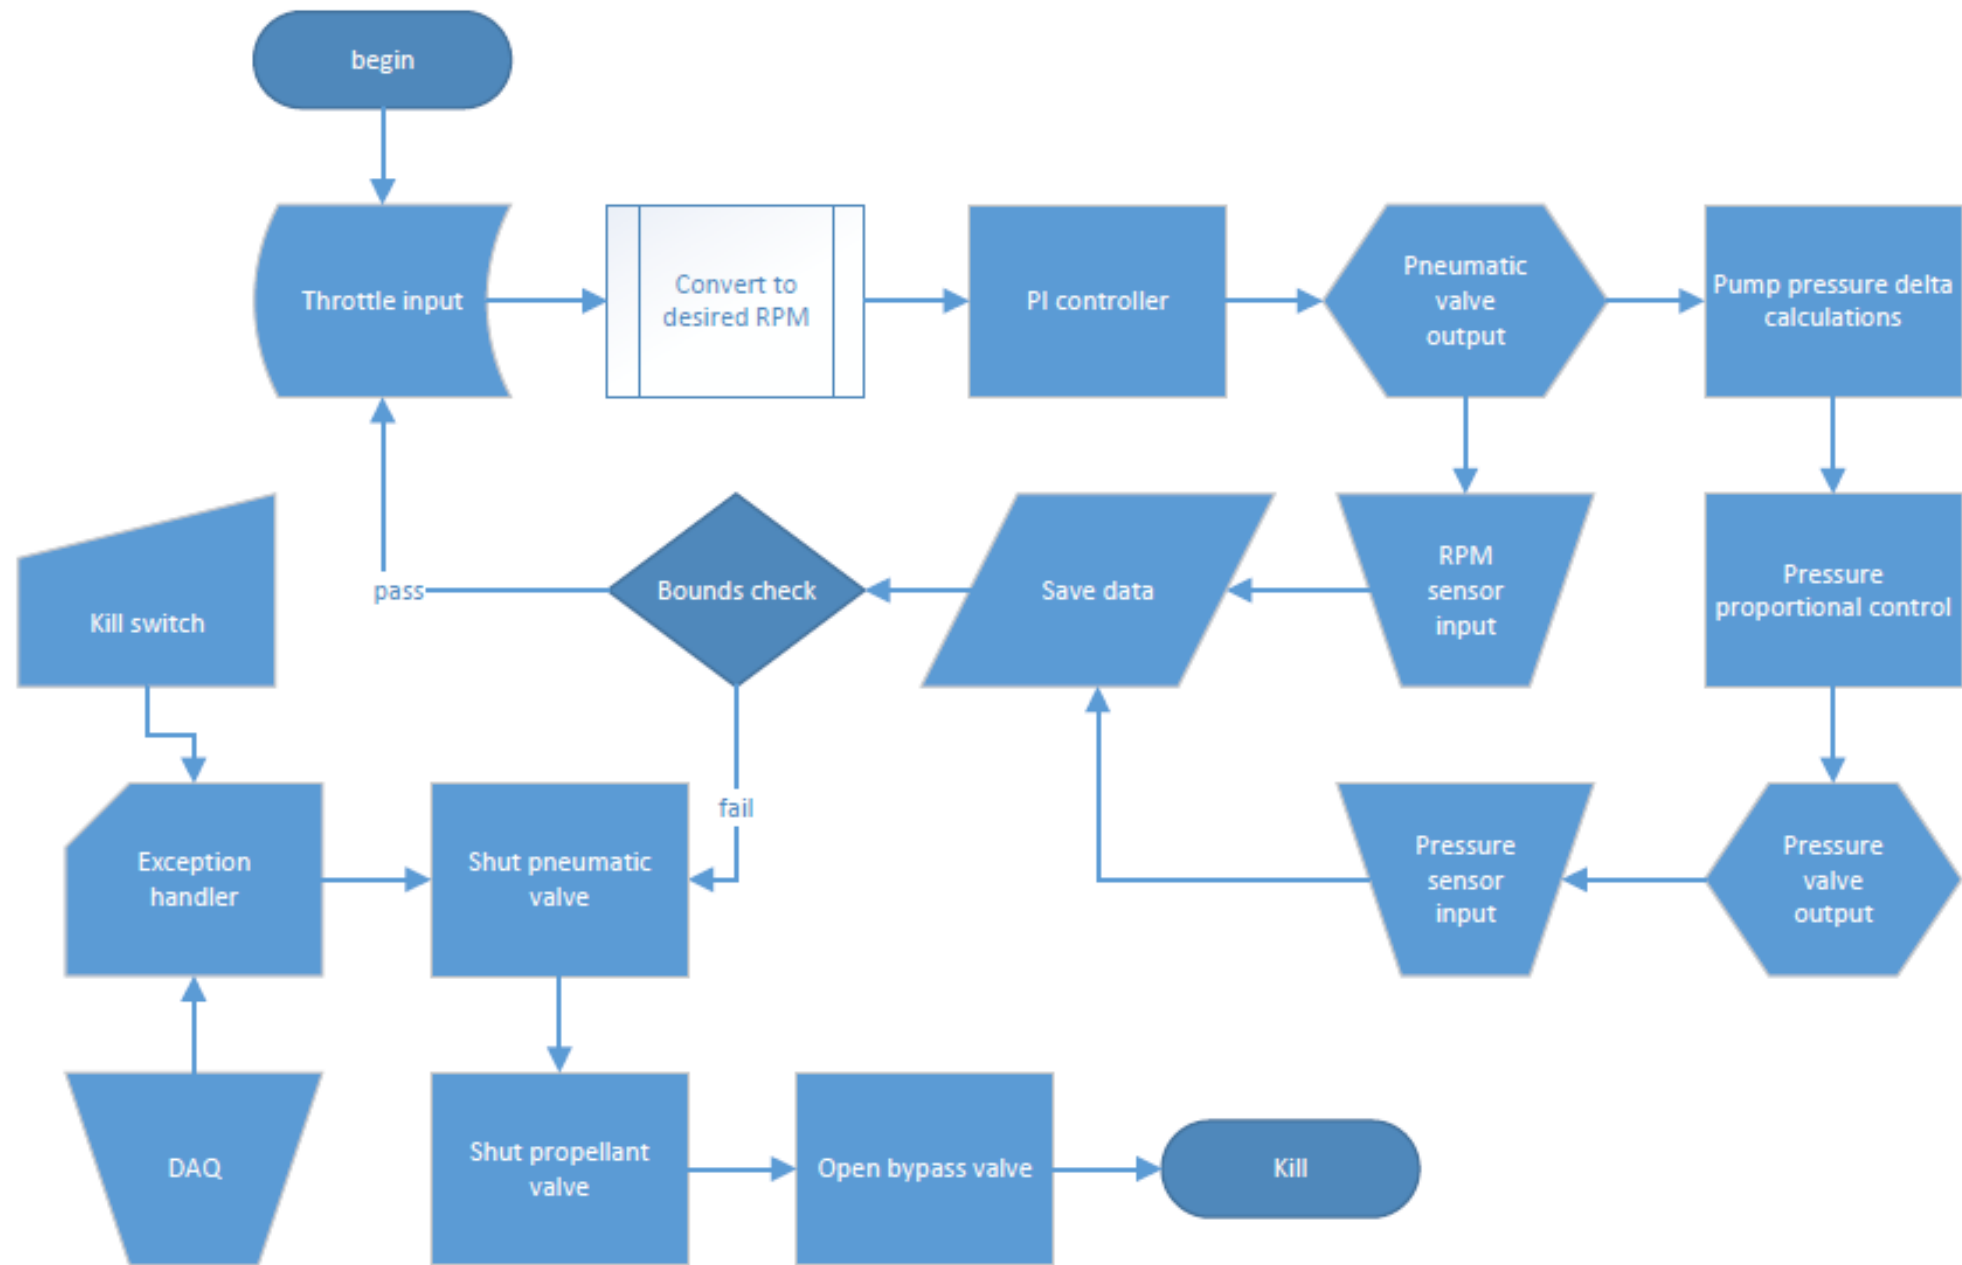 begin
Throttle input
Convert to
desired RPM
PI controller
Pneumatic
valve
output
Pump pressure delta
calculations
Kill switch
pass
Bounds check
Save data
RPM
sensor
input
Pressure
proportional control
fail
Exception
handler
Shut pneumatic
valve
Pressure
sensor
input
Pressure
valve
output
DAQ
Shut propellant
valve
Open bypass valve
Kill